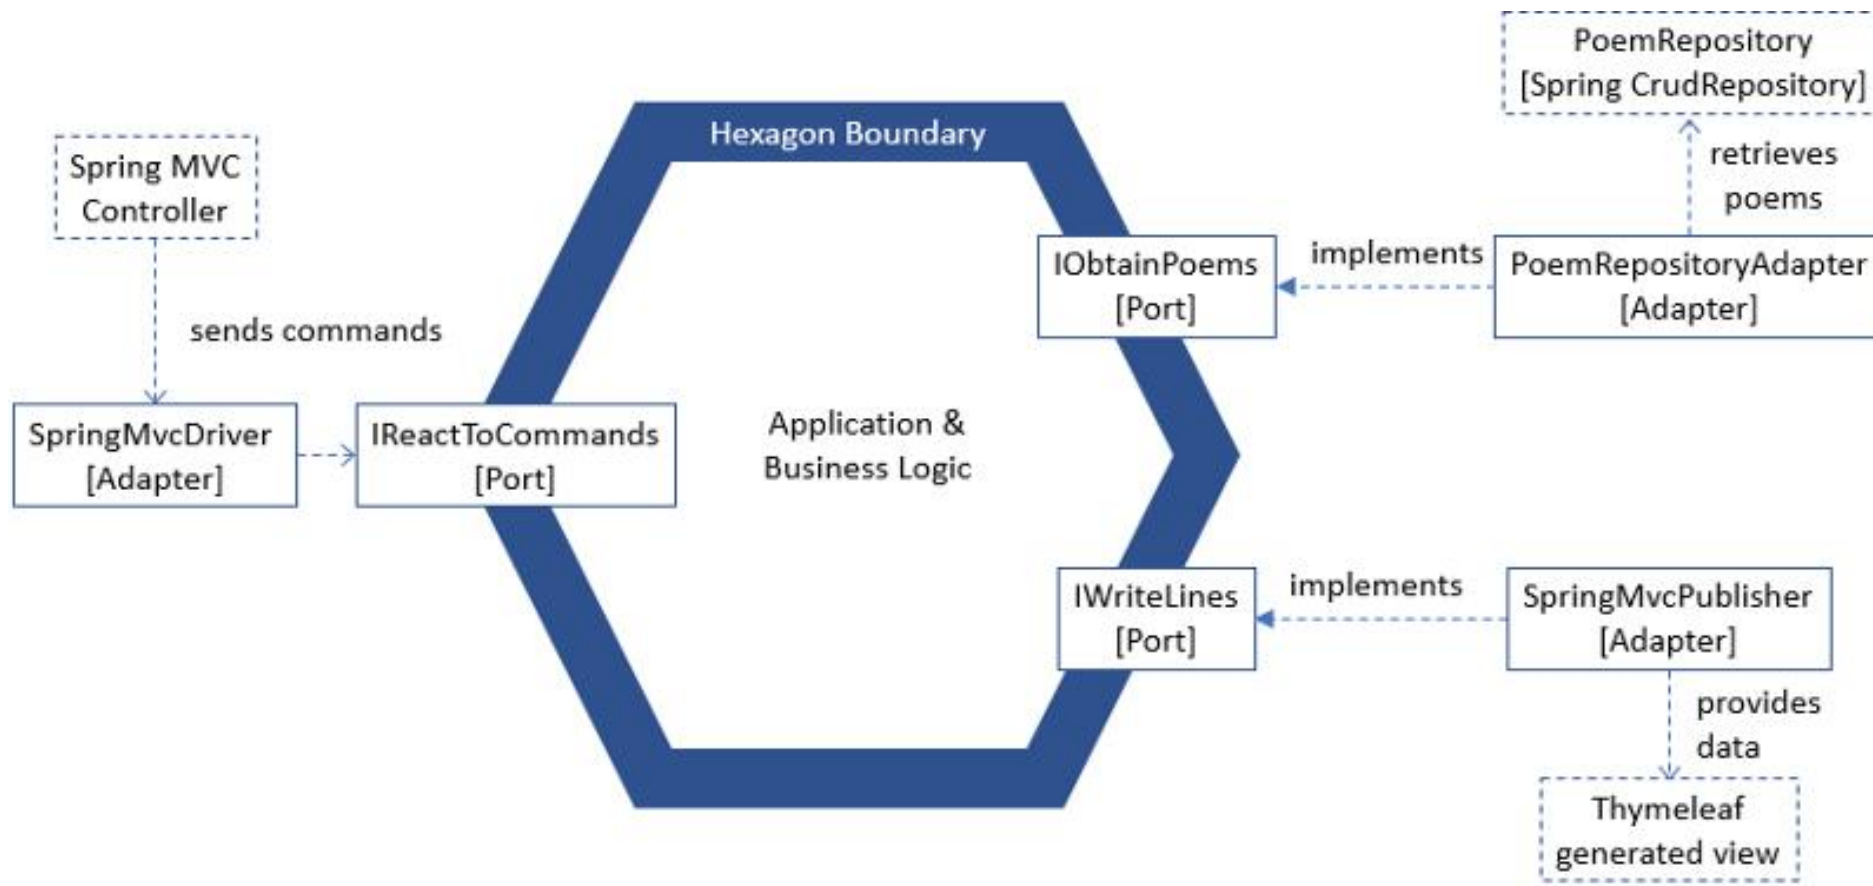 PoemRepository
[Spring CrudRepository]
retrieves
poems
Hexagon Boundary
Spring MVC
Controller
IObtainPoems
[Port]
implements
PoemRepositoryAdapter
[Adapter]
sends commands
SpringMvcDriver
[Adapter]
IReactToCommands
[Port]
Application &
Business Logic
IWriteLines
[Port]
implements
SpringMvcPublisher
[Adapter]
provides
data
Thymeleaf
generated view